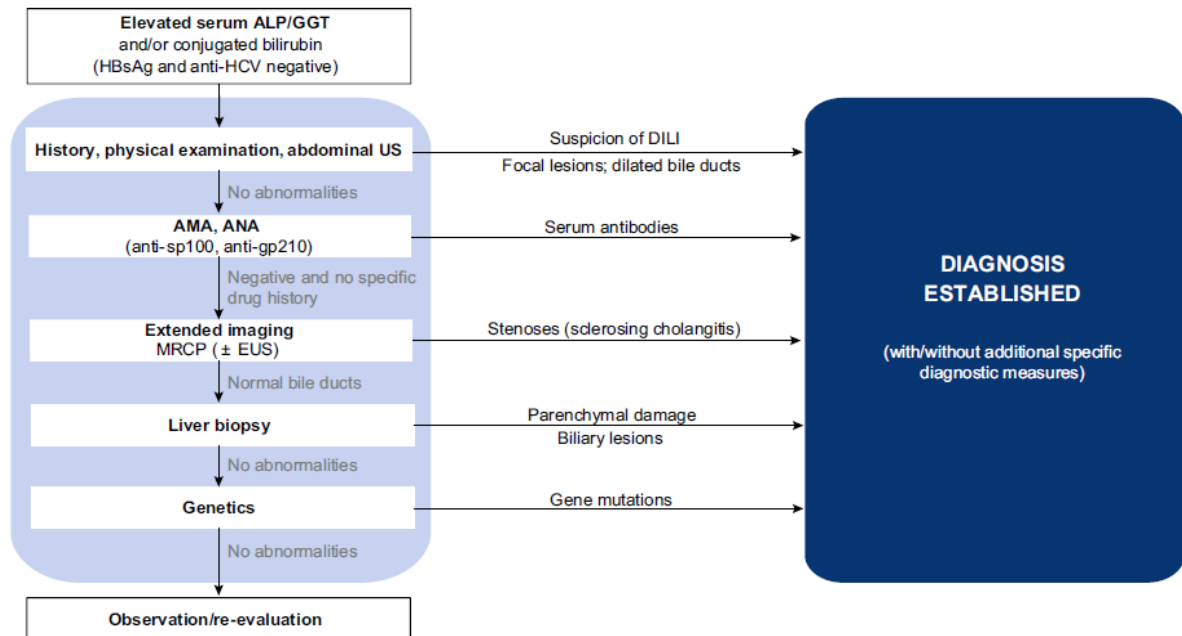 Elevated serum ALP/GGT
and/or conjugated bilirubin
(HBsAg and anti-HCV negative)
History, physical examination, abdominal US
Suspicion of DILI
Focal lesions; dilated bile ducts
No abnormalities
AMA, ANA
(anti-sp100, anti-gp210)
Serum antibodies
Negative and no specific
drug history
Extended imaging
MRCP (± EUS)
Stenoses (sclerosing cholangitis)
Normal bile ducts
Liver biopsy
Parenchymal damage
Biliary lesions
No abnormalities
Genetics
Gene mutations
No abnormalities
Observation/re-evaluation
DIAGNOSIS
ESTABLISHED
(with/without additional specific
diagnostic measures)